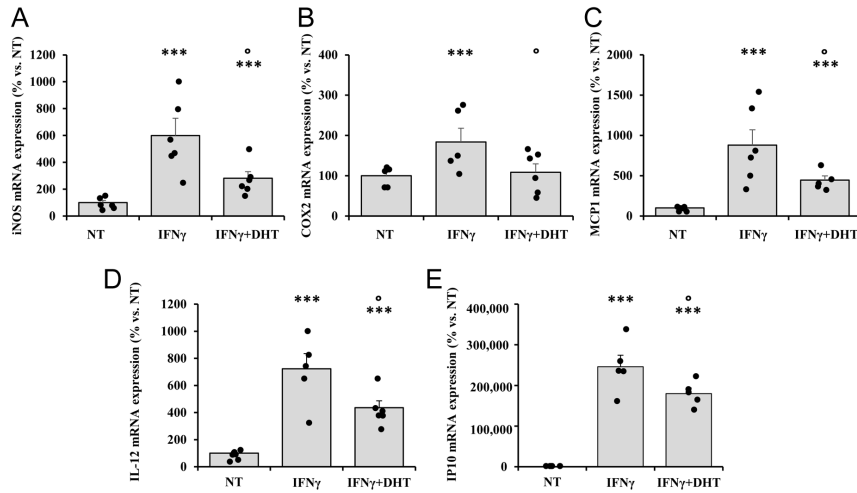 A
iNOS mRNA expression (% vs. NT)
1200
1000
800
600
400
200
0
***
°
***
NT IFNγ IFNγ+DHT
B
COX2 mRNA expression (% vs. NT)
400
300
200
100
0
***
°
NT IFNγ IFNγ+DHT
C
MCP1 mRNA expression (% vs. NT)
2000
1500
1000
500
0
***
°
***
NT IFNγ IFNγ+DHT
D
IL-12 mRNA expression (% vs. NT)
1200
1000
800
600
400
200
0
***
°
***
NT IFNγ IFNγ+DHT
E
IP10 mRNA expression (% vs. NT)
400,000
300,000
200,000
100,000
0
***
°
***
NT IFNγ IFNγ+DHT